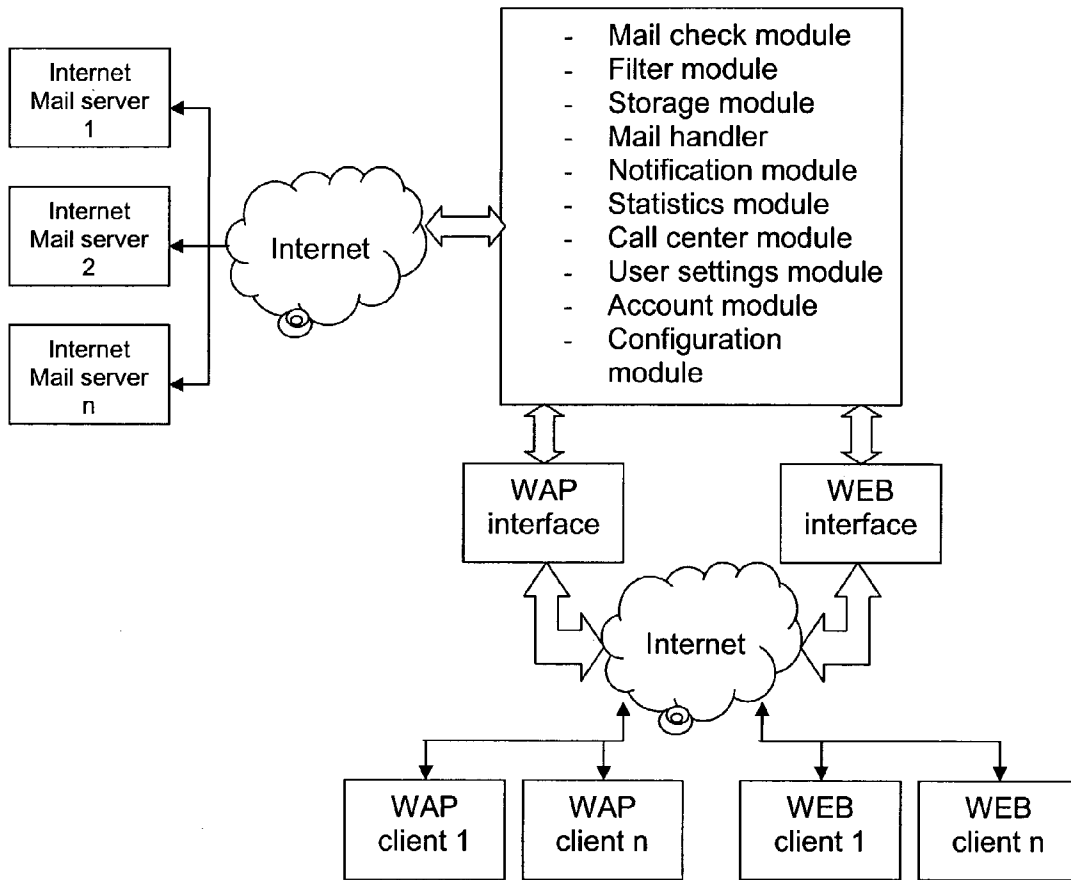 Internet
Mail server
1
Internet
Mail server
2
Internet
Mail server
n
Internet
- Mail check module
- Filter module
- Storage module
- Mail handler
- Notification module
- Statistics module
- Call center module
- User settings module
- Account module
- Configuration
module
WAP
interface
WEB
interface
Internet
WAP
client 1
WAP
client n
WEB
client 1
WEB
client n